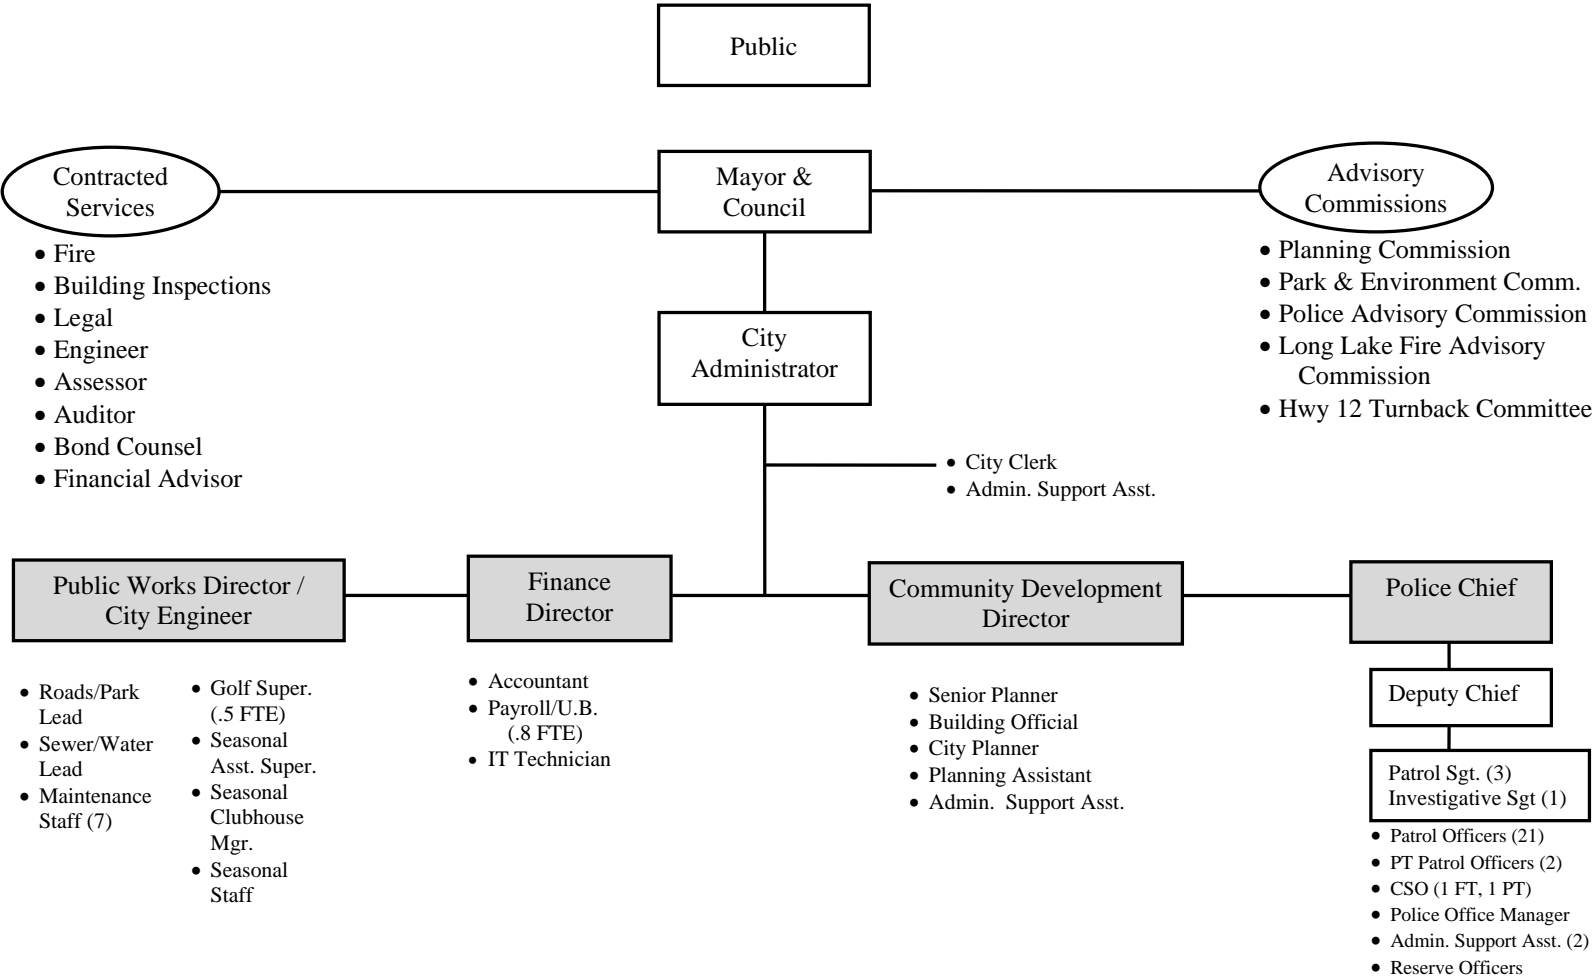 Public
Contracted
Services
• Fire
• Building Inspections
• Legal
• Engineer
• Assessor
• Auditor
• Bond Counsel
• Financial Advisor
Mayor &
Council
Advisory
Commissions
• Planning Commission
• Park & Environment Comm.
• Police Advisory Commission
• Long Lake Fire Advisory
Commission
• Hwy 12 Turnback Committee
City
Administrator
• City Clerk
• Admin. Support Asst.
Public Works Director /
City Engineer
• Roads/Park
Lead
• Sewer/Water
Lead
• Maintenance
Staff (7)
• Golf Super.
(.5 FTE)
• Seasonal
Asst. Super.
• Seasonal
Clubhouse
Mgr.
• Seasonal
Staff
Finance
Director
• Accountant
• Payroll/U.B.
(.8 FTE)
• IT Technician
Community Development
Director
• Senior Planner
• Building Official
• City Planner
• Planning Assistant
• Admin. Support Asst.
Police Chief
Deputy Chief
Patrol Sgt. (3)
Investigative Sgt (1)
• Patrol Officers (21)
• PT Patrol Officers (2)
• CSO (1 FT, 1 PT)
• Police Office Manager
• Admin. Support Asst. (2)
• Reserve Officers